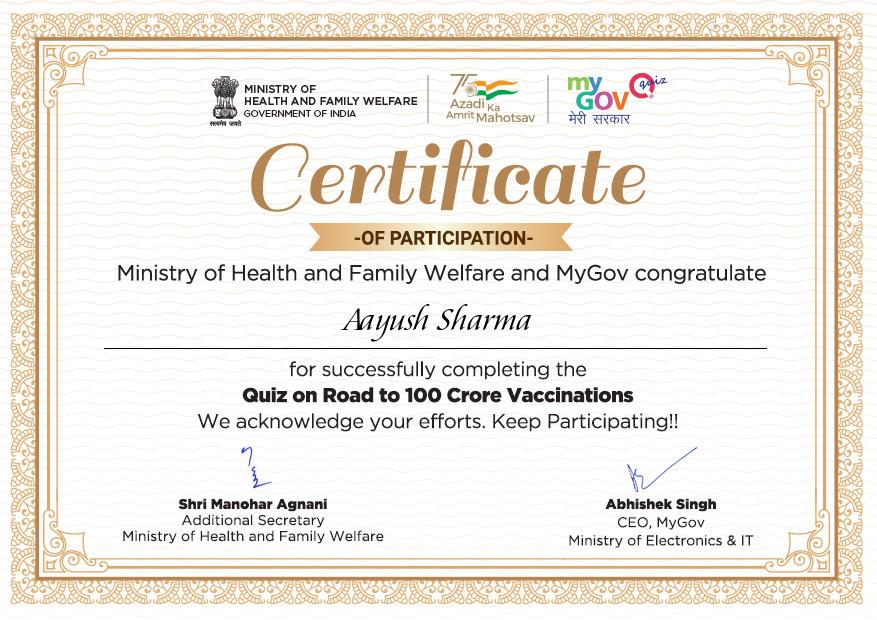 MINISTRY OF
HEALTH AND FAMILY WELFARE
GOVERNMENT OF INDIA
सत्यमेव जयते
75
Azadi Ka
Amrit Mahotsav
my
GOV
quiz
मेरी सरकार
Certificate
-OF PARTICIPATION-
Ministry of Health and Family Welfare and MyGov congratulate
Aayush Sharma
for successfully completing the
Quiz on Road to 100 Crore Vaccinations
We acknowledge your efforts. Keep Participating!!
Shri Manohar Agnani
Additional Secretary
Ministry of Health and Family Welfare
Abhishek Singh
CEO, MyGov
Ministry of Electronics & IT